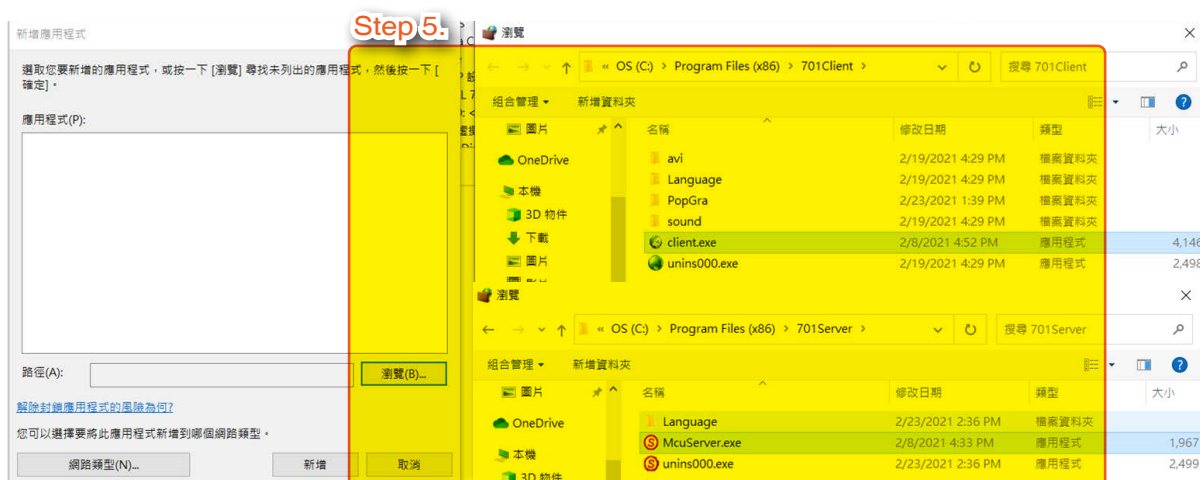 Step 5.
新增應用程式
選取您要新增的應用程式，或按一下 [瀏覽] 尋找未列出的應用程式，然後按一下 [
確定]。
應用程式(P):
路徑(A):
瀏覽(B)...
解除封鎖應用程式的風險為何?
您可以選擇要將此應用程式新增到哪個網路類型。
網路類型(N)...
新增
取消
瀏覽
« OS (C:) › Program Files (x86) › 701Client ›
搜尋 701Client
組合管理 新增資料夾
圖片
OneDrive
本機
3D 物件
下載
圖片
名稱 修改日期 類型 大小
avi 2/19/2021 4:29 PM 檔案資料夾
Language 2/19/2021 4:29 PM 檔案資料夾
PopGra 2/23/2021 1:39 PM 檔案資料夾
sound 2/19/2021 4:29 PM 檔案資料夾
client.exe 2/8/2021 4:52 PM 應用程式 4,146
unins000.exe 2/19/2021 4:29 PM 應用程式 2,498
瀏覽
« OS (C:) › Program Files (x86) › 701Server ›
搜尋 701Server
組合管理 新增資料夾
圖片
OneDrive
本機
3D 物件
名稱 修改日期 類型 大小
Language 2/23/2021 2:36 PM 檔案資料夾
McuServer.exe 2/8/2021 4:33 PM 應用程式 1,967
unins000.exe 2/23/2021 2:36 PM 應用程式 2,499